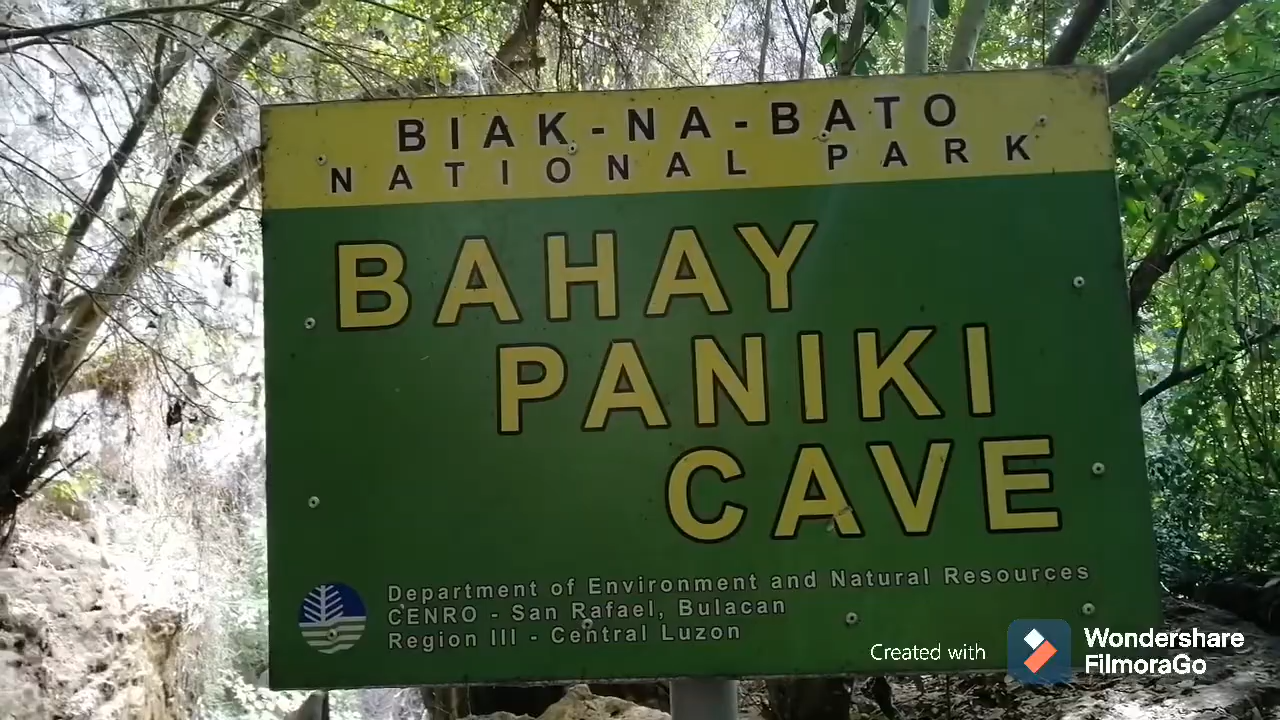 BIAK-NA-BATO
NATIONAL PARK
BAHAY
PANIKI
CAVE
Department of Environment and Natural Resources
CENRO - San Rafael, Bulacan
Region III - Central Luzon
Created with
Wondershare
FilmoraGo